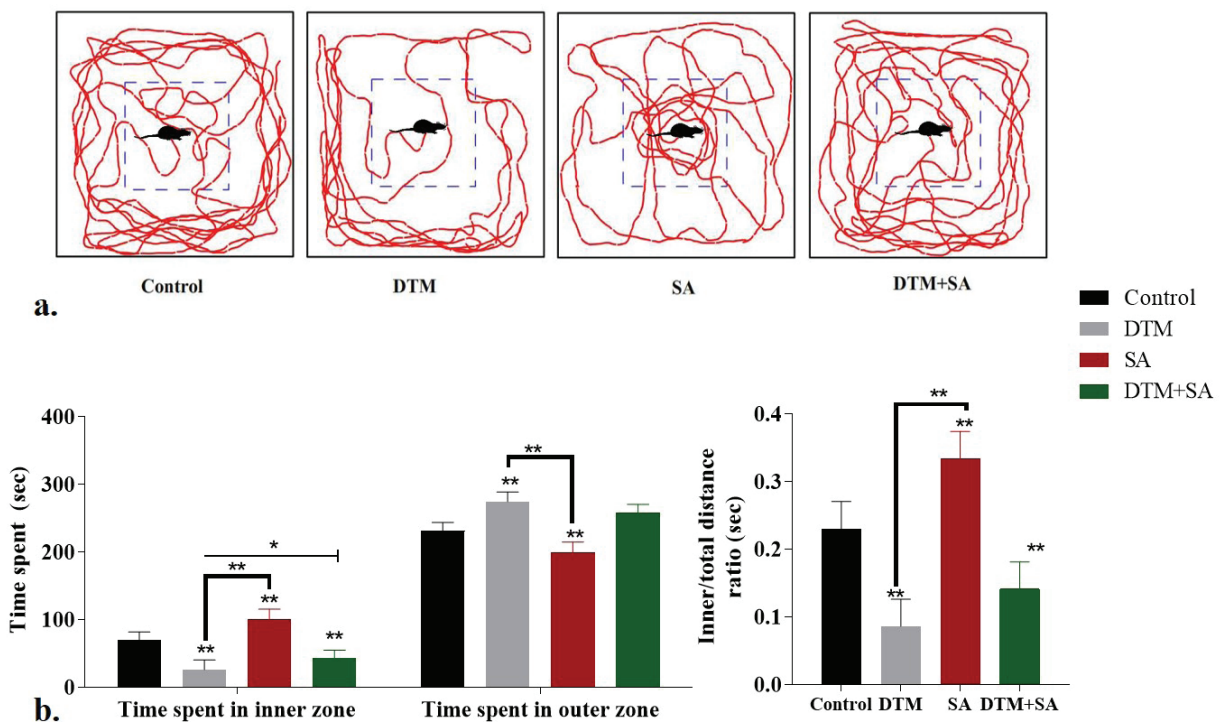 Control
DTM
SA
DTM+SA
a.
Control
DTM
SA
DTM+SA
Time spent (sec)
400
300
200
100
0
**
**
**
*
**
**
**
**
Time spent in inner zone
Time spent in outer zone
b.
Inner/total distance
ratio (sec)
0.4
0.3
0.2
0.1
0.0
**
**
**
**
Control
DTM
SA
DTM+SA